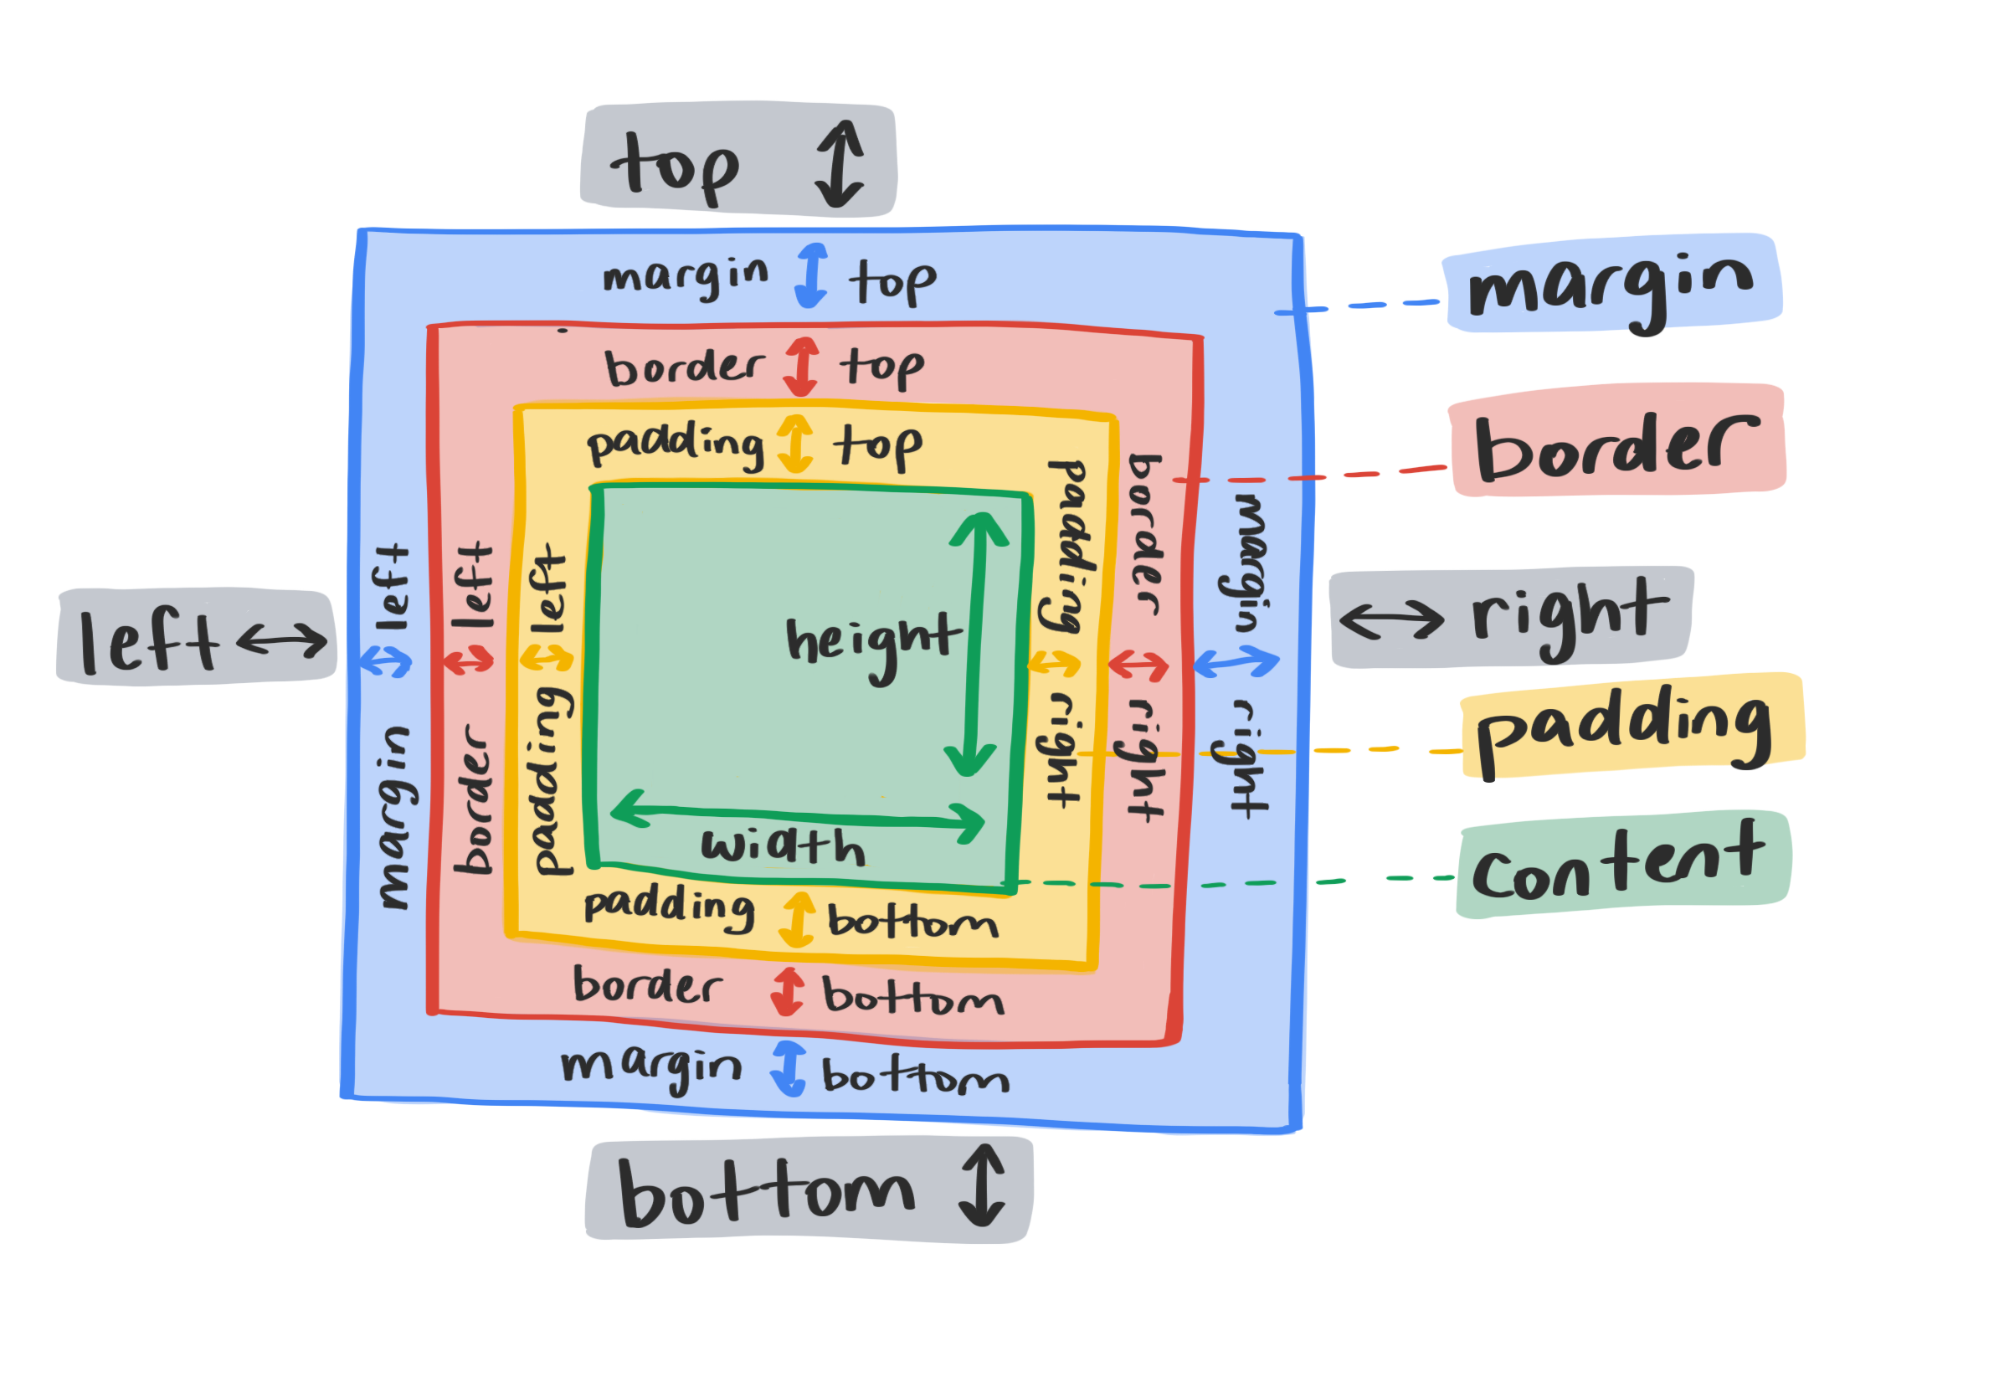 top
margin top
border top
padding top
left
margin left
border left
padding left
height
width
padding right
border right
margin right
padding bottom
border bottom
margin bottom
bottom
margin
border
right
padding
content